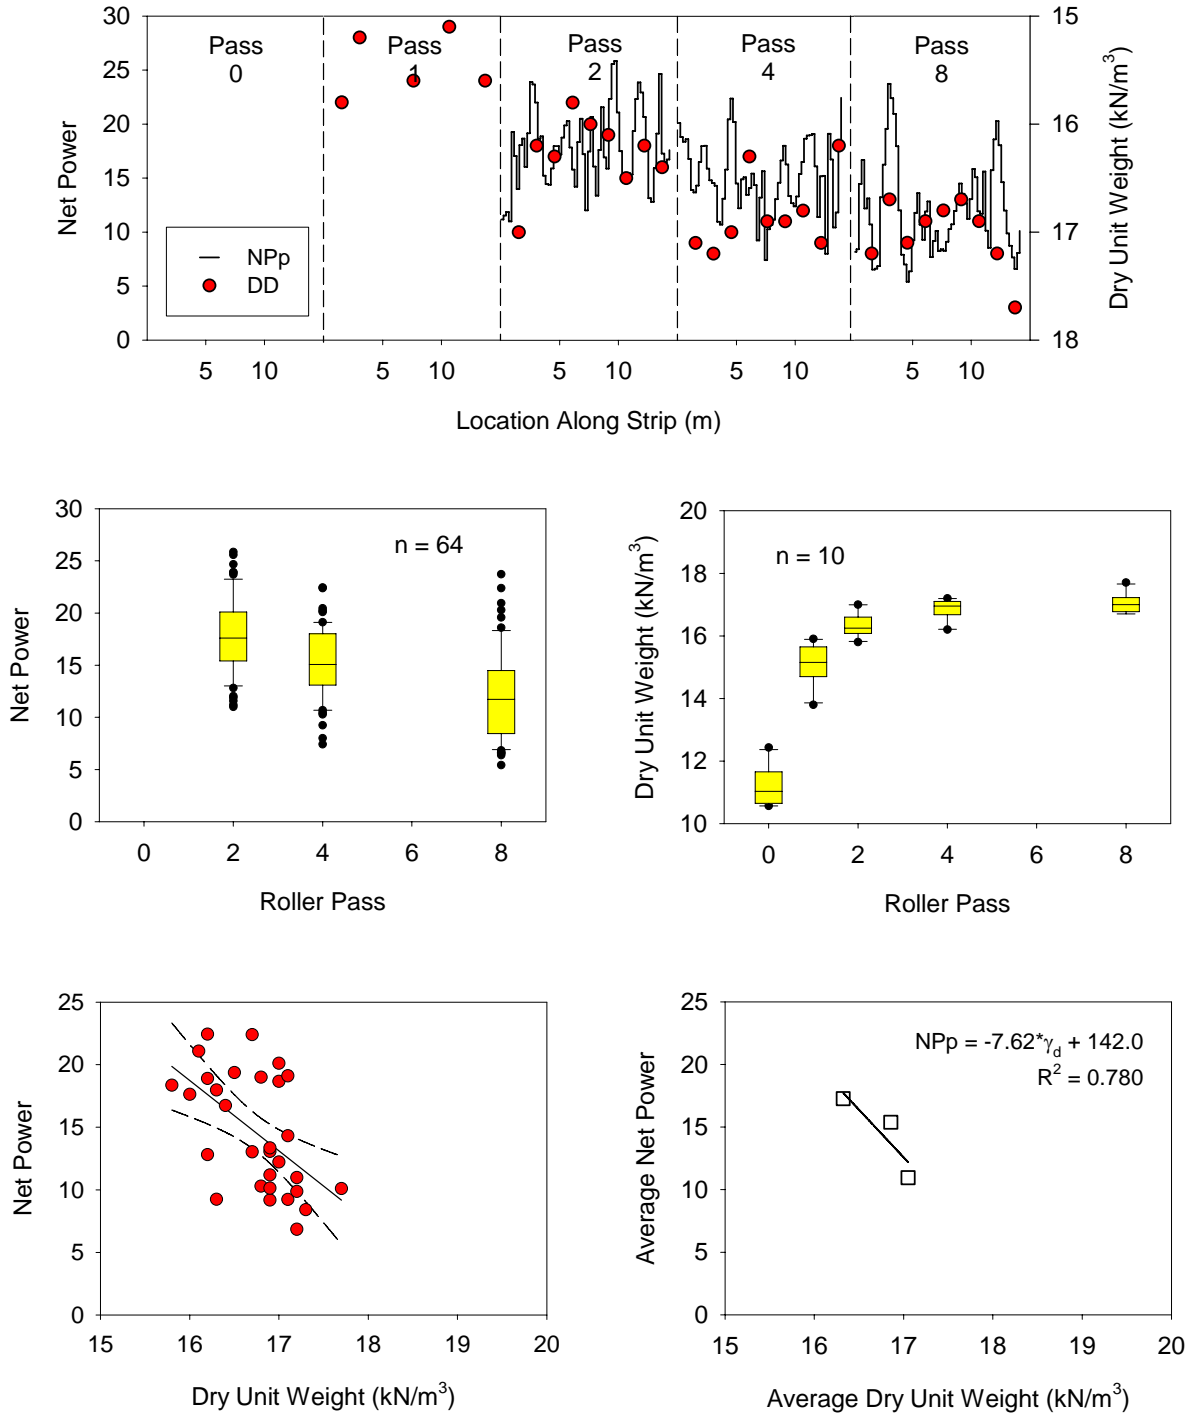 30
25
20
15
10
5
0
Net Power
Pass
0
Pass
1
Pass
2
Pass
4
Pass
8
15
16
17
18
Dry Unit Weight (kN/m³)
NPp
DD
5 10 5 10 5 10 5 10 5 10
Location Along Strip (m)
30
25
20
15
10
5
0
Net Power
n = 64
0 2 4 6 8
Roller Pass
20
18
16
14
12
10
Dry Unit Weight (kN/m³)
n = 10
0 2 4 6 8
Roller Pass
25
20
15
10
5
0
Net Power
15 16 17 18 19 20
Dry Unit Weight (kN/m³)
25
20
15
10
5
0
Average Net Power
NPp = -7.62*γd + 142.0
R² = 0.780
15 16 17 18 19 20
Average Dry Unit Weight (kN/m³)